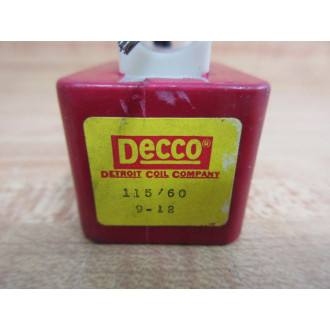 Decco
DETROIT COIL COMPANY
115/60
9-12